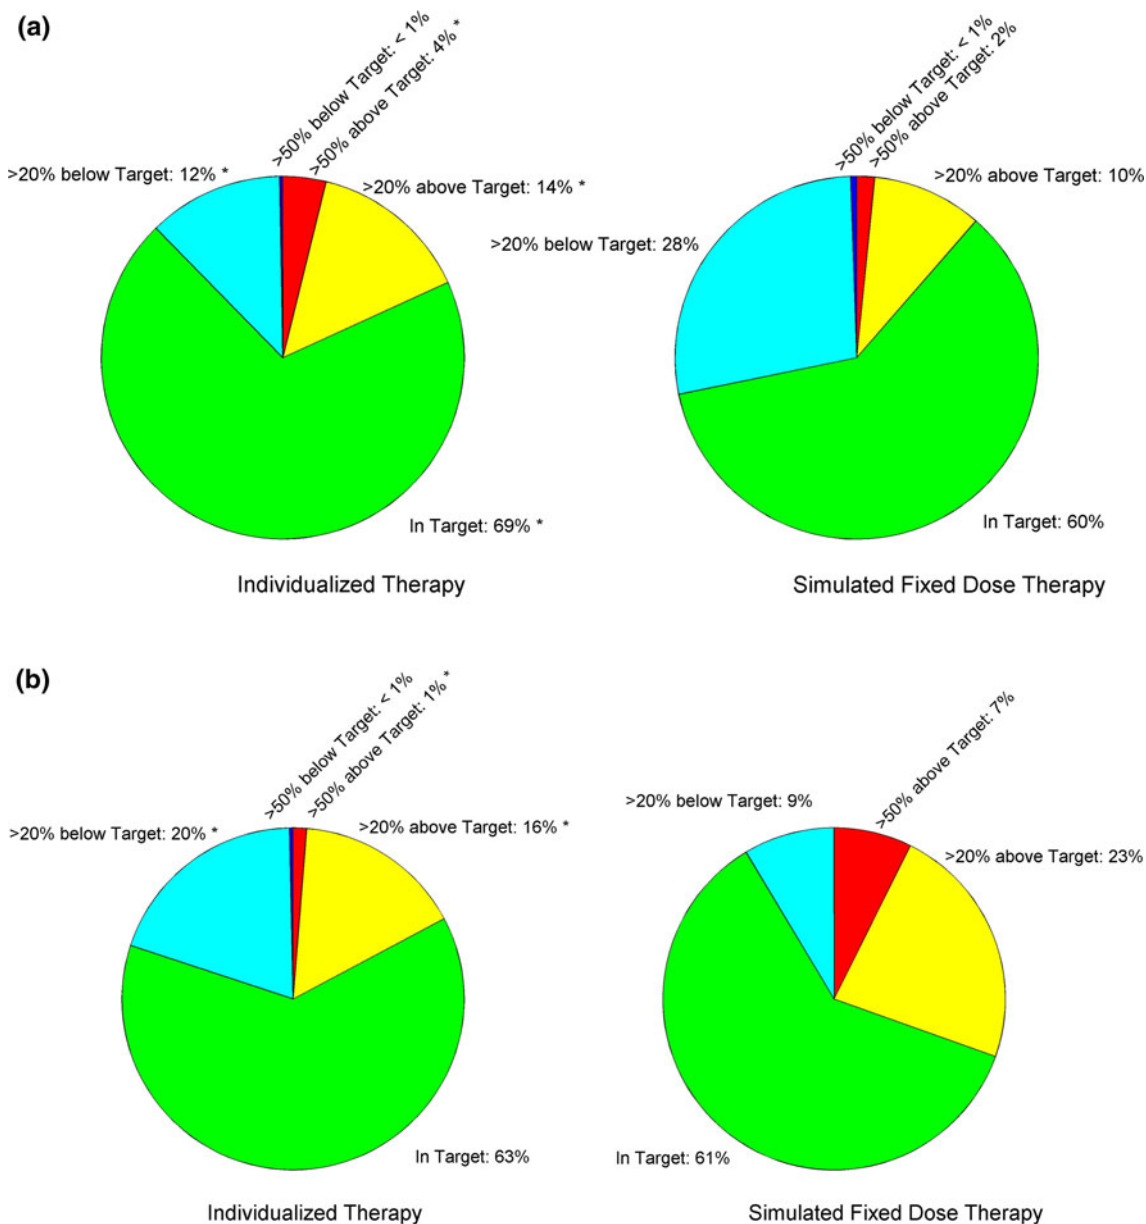 (a)
>50% below Target: < 1%
>50% above Target: 4% *
>20% below Target: 12% *
>20% above Target: 14% *
In Target: 69% *
Individualized Therapy
>50% below Target: < 1%
>50% above Target: 2%
>20% above Target: 10%
>20% below Target: 28%
In Target: 60%
Simulated Fixed Dose Therapy
(b)
>50% below Target: < 1%
>50% above Target: 1% *
>20% below Target: 20% *
>20% above Target: 16% *
In Target: 63%
Individualized Therapy
>50% above Target: 7%
>20% below Target: 9%
>20% above Target: 23%
In Target: 61%
Simulated Fixed Dose Therapy